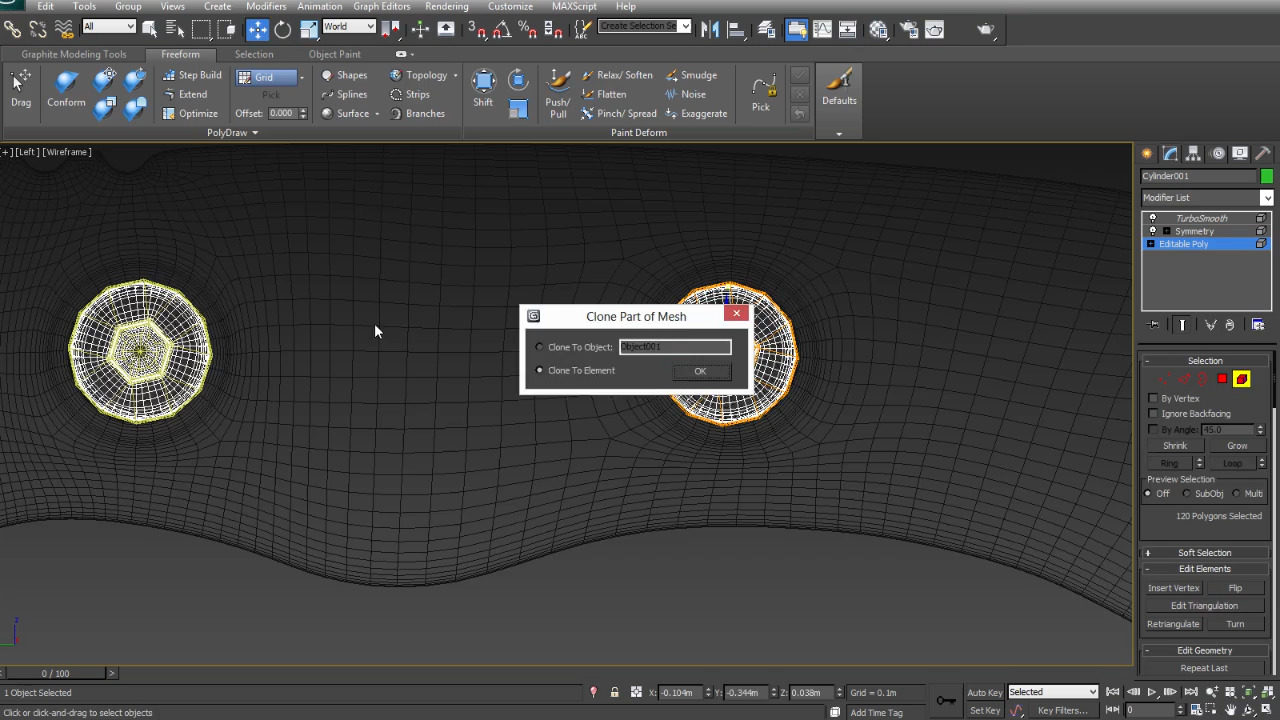 Edit Tools Group Views Create Modifiers Animation Graph Editors Rendering Customize MAXScript Help
All
World
Create Selection Se
Graphite Modeling Tools Freeform Selection Object Paint
Drag
Conform
Step Build
Extend
Optimize
Grid
Pick
Offset: 0.000
Shapes
Splines
Surface
Topology
Strips
Branches
Shift
Push/
Pull
Relax/ Soften
Flatten
Pinch/ Spread
Smudge
Noise
Exaggerate
Pick
Defaults
PolyDraw
Paint Deform
[+] [Left] [Wireframe]
Cylinder001
Modifier List
TurboSmooth
Symmetry
Editable Poly
Clone Part of Mesh
Clone To Object: Object001
Clone To Element
OK
Selection
By Vertex
Ignore Backfacing
By Angle: 45.0
Shrink Grow
Ring Loop
Preview Selection
Off SubObj Multi
120 Polygons Selected
Soft Selection
Edit Elements
Insert Vertex Flip
Edit Triangulation
Retriangulate Turn
Edit Geometry
Repeat Last
z
0 / 100
1 Object Selected
X: -0.104m Y: -0.344m Z: 0.038m Grid = 0.1m
Auto Key Selected
Click or click-and-drag to select objects
Add Time Tag
Set Key Key Filters... 0